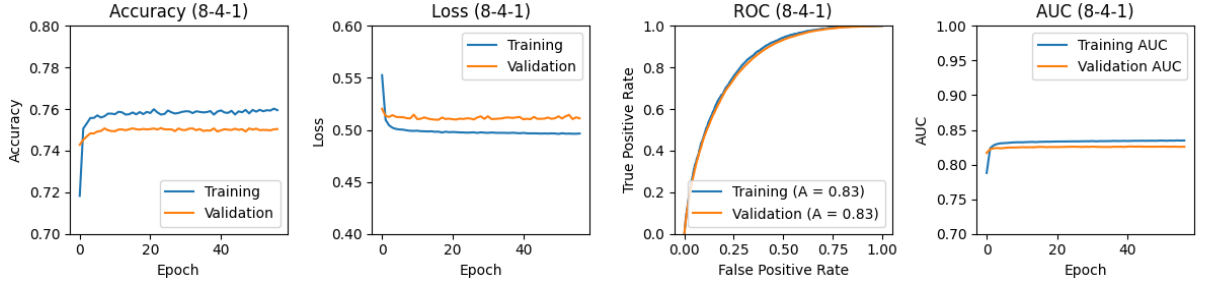 Accuracy (8-4-1)
0.80
0.78
0.76
0.74
0.72
0.70
Accuracy
0
20
40
Epoch
Training
Validation
Loss (8-4-1)
0.60
0.55
0.50
0.45
0.40
Loss
0
20
40
Epoch
Training
Validation
ROC (8-4-1)
1.0
0.8
0.6
0.4
0.2
0.0
True Positive Rate
0.00
0.25
0.50
0.75
1.00
False Positive Rate
Training (A = 0.83)
Validation (A = 0.83)
AUC (8-4-1)
1.00
0.95
0.90
0.85
0.80
0.75
0.70
AUC
0
20
40
Epoch
Training AUC
Validation AUC